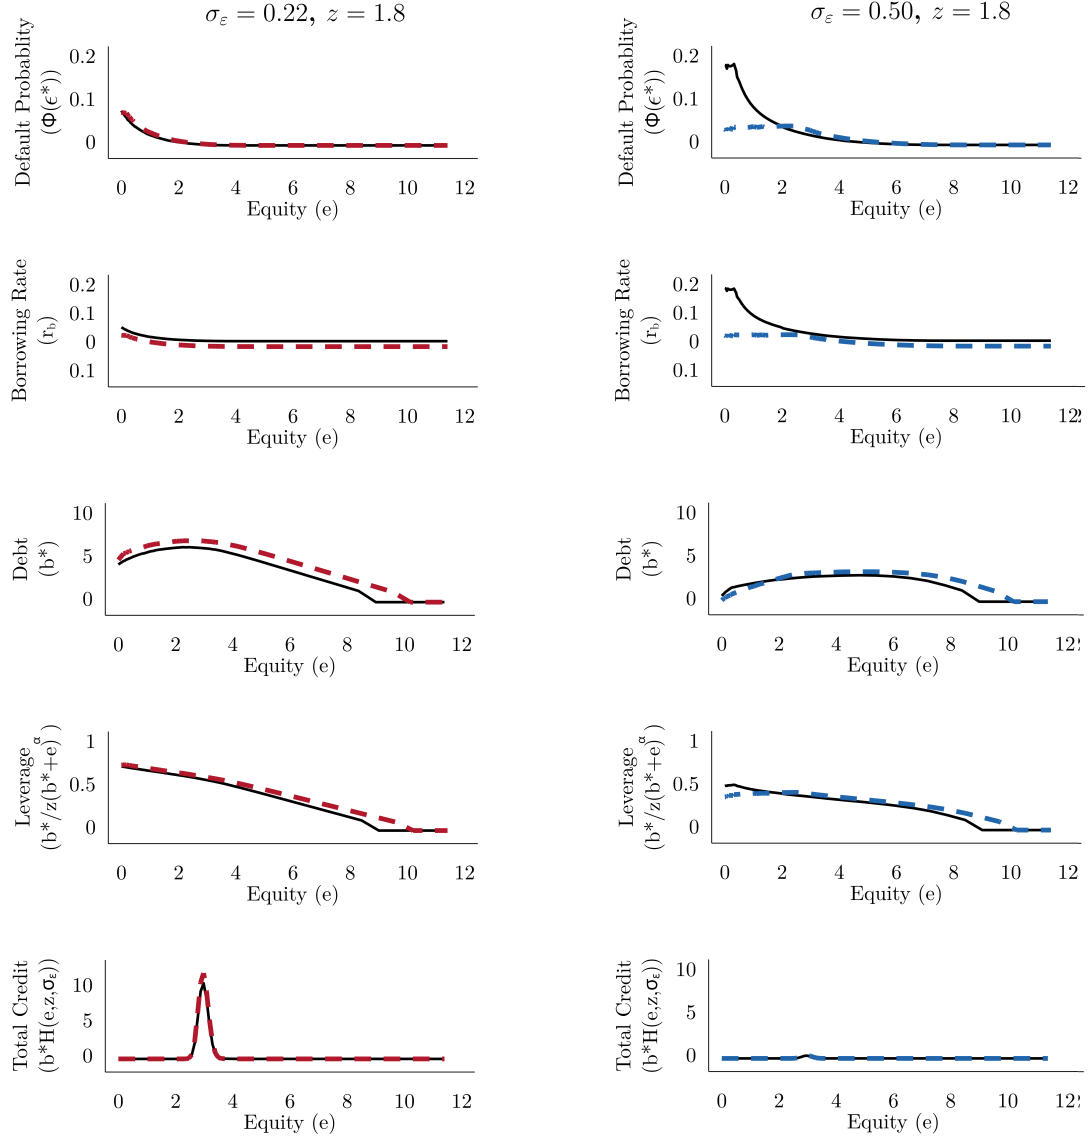 σ_ε = 0.22, z = 1.8
Default Probablity
(Φ(ϵ*))
0.2
0.1
0
0 2 4 6 8 10 12
Equity (e)
Borrowing Rate
(r_b)
0.2
0.1
0
0.1
0 2 4 6 8 10 12
Equity (e)
Debt
(b*)
10
5
0
0 2 4 6 8 10 12
Equity (e)
Leverage
(b*/z(b*+e)^α)
1
0.5
0
0 2 4 6 8 10 12
Equity (e)
Total Credit
(b*H(e,z,σ_ε))
10
5
0
0 2 4 6 8 10 12
Equity (e)
σ_ε = 0.50, z = 1.8
Default Probablity
(Φ(ϵ*))
0.2
0.1
0
0 2 4 6 8 10 12
Equity (e)
Borrowing Rate
(r_b)
0.2
0.1
0
0.1
0 2 4 6 8 10 12
Equity (e)
Debt
(b*)
10
5
0
0 2 4 6 8 10 12
Equity (e)
Leverage
(b*/z(b*+e)^α)
1
0.5
0
0 2 4 6 8 10 12
Equity (e)
Total Credit
(b*H(e,z,σ_ε))
10
5
0
0 2 4 6 8 10 12
Equity (e)